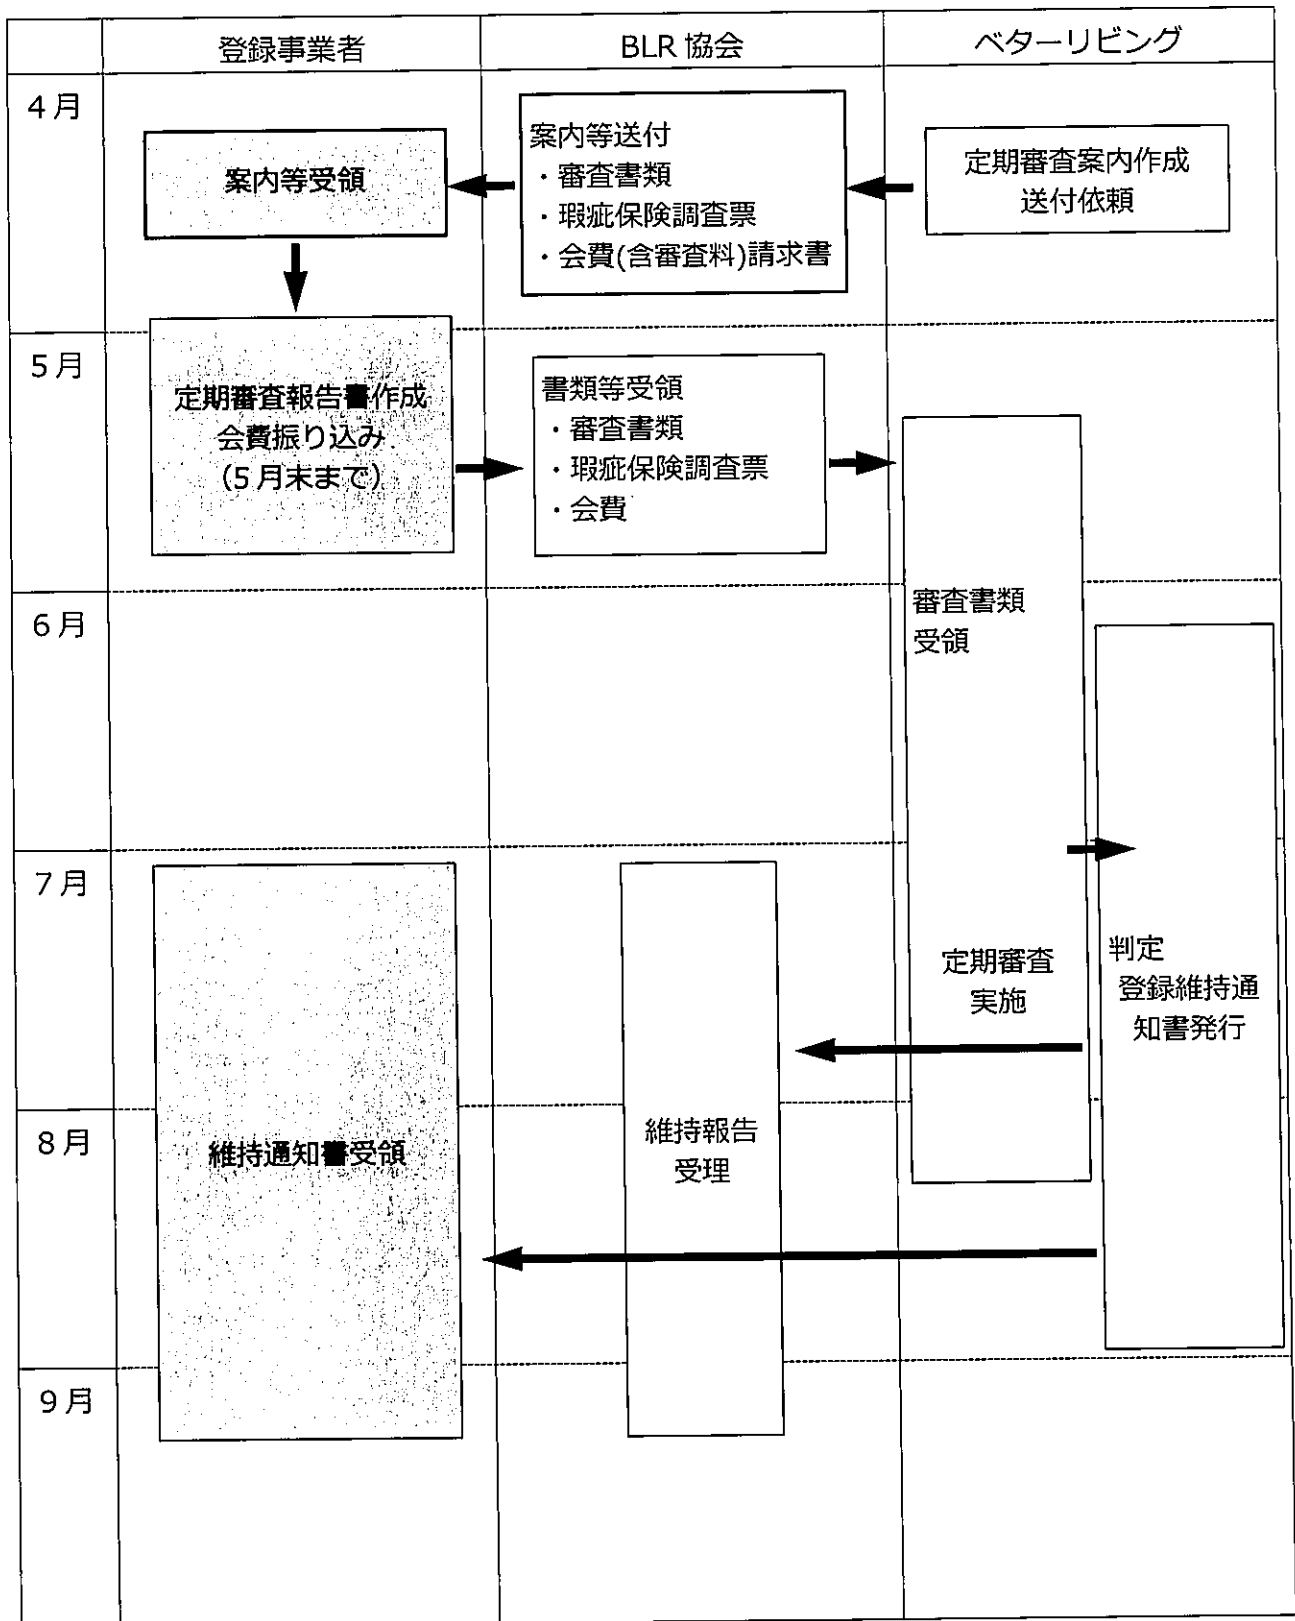 登録事業者
BLR 協会
ベターリビング
4月
案内等受領
案内等送付
・審査書類
・瑕疵保険調査票
・会費(含審査料)請求書
定期審査案内作成
送付依頼
5月
定期審査報告書作成
会費振り込み
(5月末まで)
書類等受領
・審査書類
・瑕疵保険調査票
・会費
6月
審査書類
受領
7月
定期審査
実施
判定
登録維持通
知書発行
8月
維持通知書受領
維持報告
受理
9月